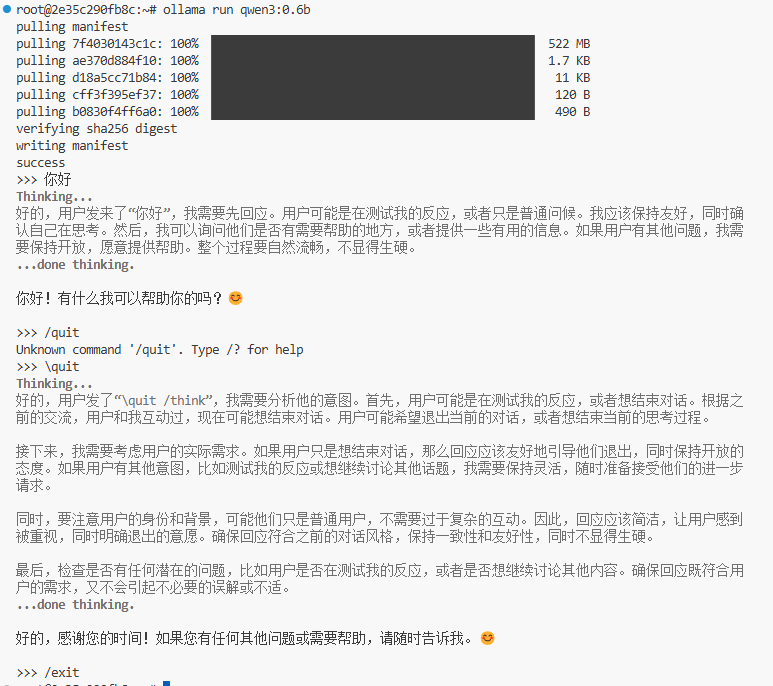 root@2e35c290fb8c:~# ollama run qwen3:0.6b
pulling manifest
pulling 7f4030143c1c: 100% 522 MB
pulling ae370d884f10: 100% 1.7 KB
pulling d18a5cc71b84: 100% 11 KB
pulling cff3f395ef37: 100% 120 B
pulling b0830f4ff6a0: 100% 490 B
verifying sha256 digest
writing manifest
success
>>> 你好
Thinking...
好的，用户发来了“你好”，我需要先回应。用户可能是在测试我的反应，或者只是普通问候。我应该保持友好，同时确
认自己在思考。然后，我可以询问他们是否有需要帮助的地方，或者提供一些有用的信息。如果用户有其他问题，我需
要保持开放，愿意提供帮助。整个过程要自然流畅，不显得生硬。
...done thinking.
你好！有什么我可以帮助你的吗？😊
>>> /quit
Unknown command '/quit'. Type /? for help
>>> \quit
Thinking...
好的，用户发了“\quit /think”，我需要分析他的意图。首先，用户可能是在测试我的反应，或者想结束对话。根据之
前的交流，用户和我互动过，现在可能想结束对话。用户可能希望退出当前的对话，或者想结束当前的思考过程。
接下来，我需要考虑用户的实际需求。如果用户只是想结束对话，那么回应应该友好地引导他们退出，同时保持开放的
态度。如果用户有其他意图，比如测试我的反应或想继续讨论其他话题，我需要保持灵活，随时准备接受他们的进一步
请求。
同时，要注意用户的身份和背景，可能他们只是普通用户，不需要过于复杂的互动。因此，回应应该简洁，让用户感到
被重视，同时明确退出的意愿。确保回应符合之前的对话风格，保持一致性和友好性，同时不显得生硬。
最后，检查是否有任何潜在的问题，比如用户是否在测试我的反应，或者是否想继续讨论其他内容。确保回应既符合用
户的需求，又不会引起不必要的误解或不适。
...done thinking.
好的，感谢您的时间！如果您有任何其他问题或需要帮助，请随时告诉我。😊
>>> /exit